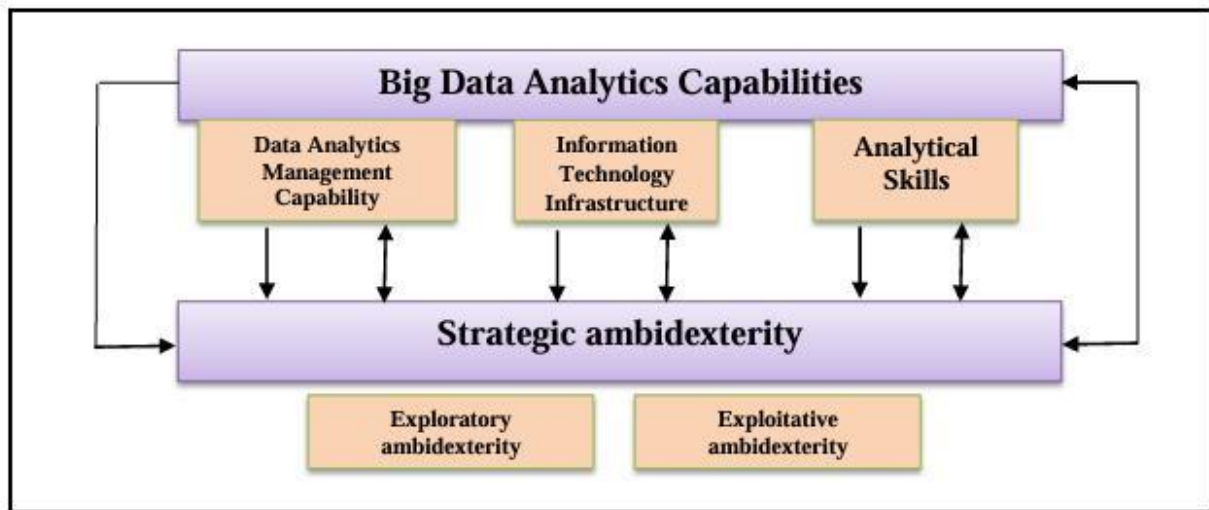 Big Data Analytics Capabilities
Data Analytics
Management
Capability
Information
Technology
Infrastructure
Analytical
Skills
Strategic ambidexterity
Exploratory
ambidexterity
Exploitative
ambidexterity